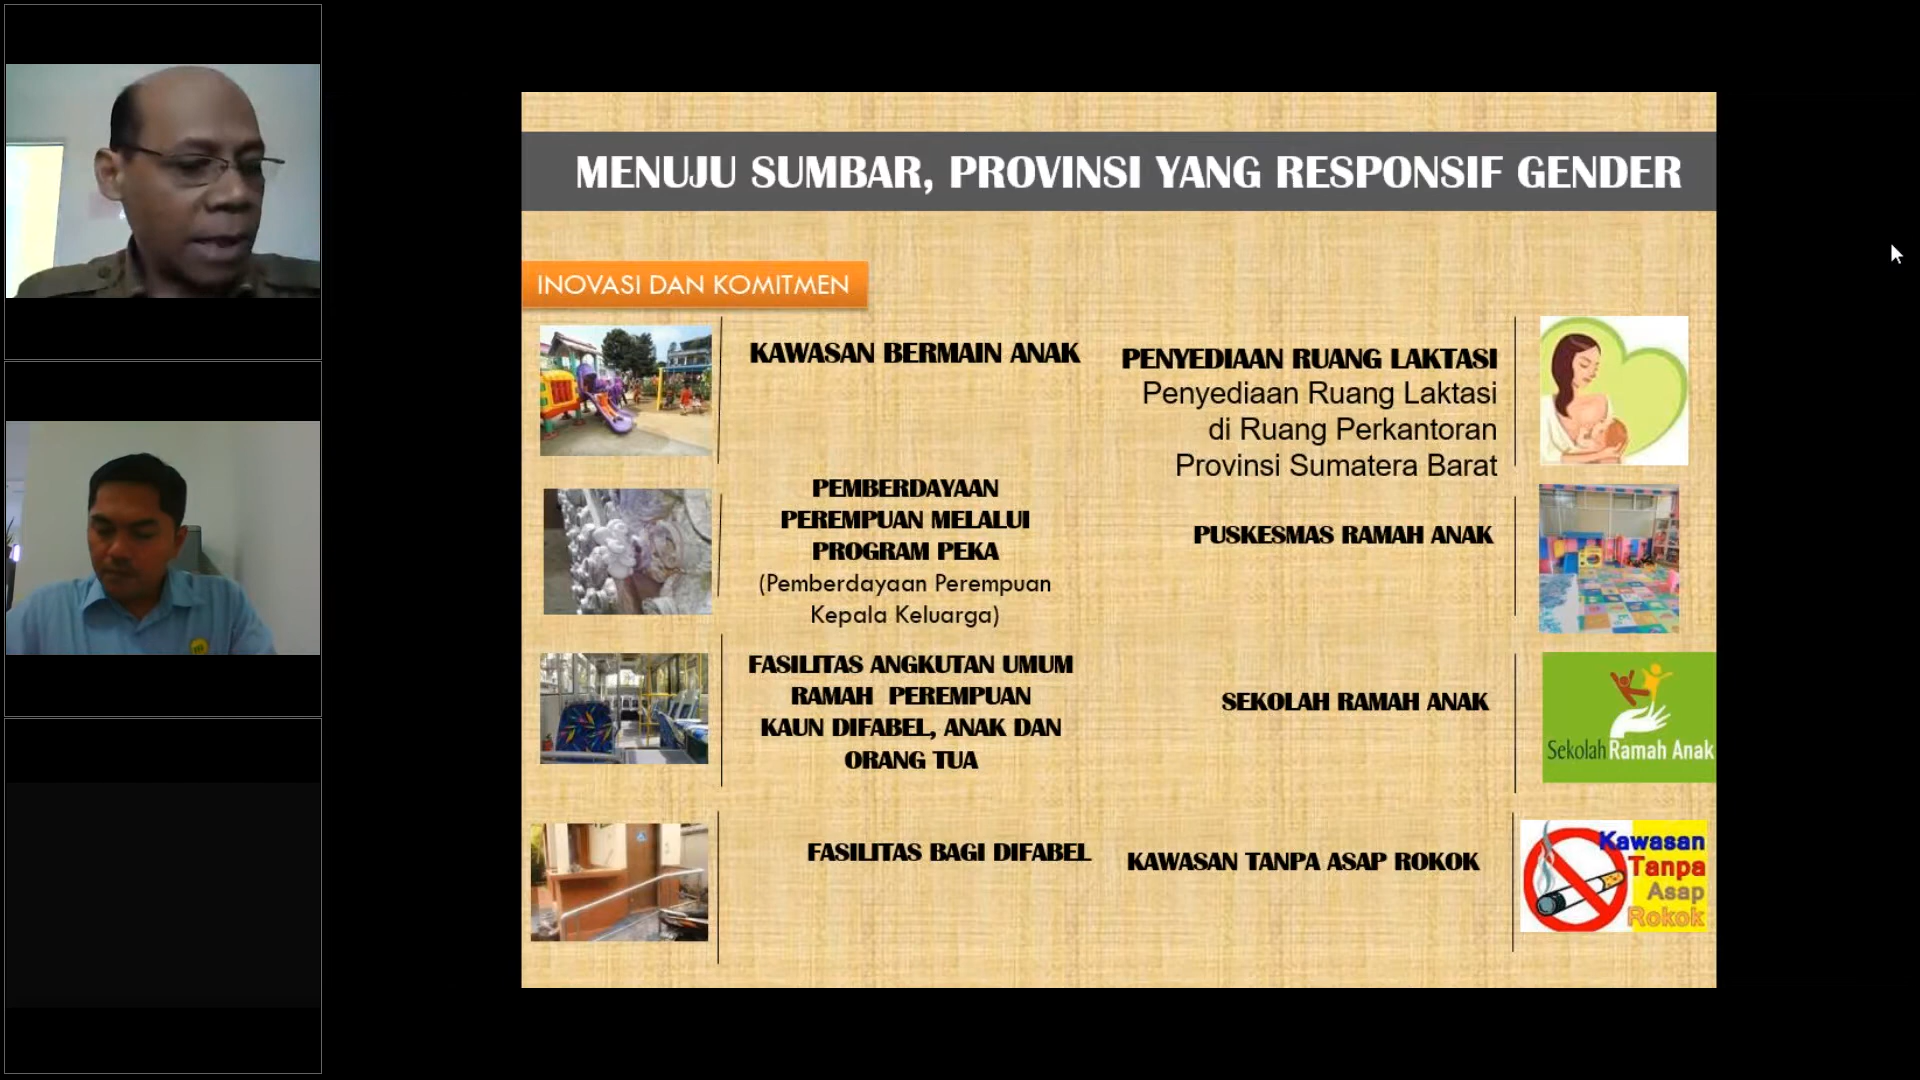 MENUJU SUMBAR, PROVINSI YANG RESPONSIF GENDER
INOVASI DAN KOMITMEN
KAWASAN BERMAIN ANAK
PEMBERDAYAAN
PEREMPUAN MELALUI
PROGRAM PEKA
(Pemberdayaan Perempuan
Kepala Keluarga)
FASILITAS ANGKUTAN UMUM
RAMAH PEREMPUAN
KAUN DIFABEL, ANAK DAN
ORANG TUA
FASILITAS BAGI DIFABEL
PENYEDIAAN RUANG LAKTASI
Penyediaan Ruang Laktasi
di Ruang Perkantoran
Provinsi Sumatera Barat
PUSKESMAS RAMAH ANAK
SEKOLAH RAMAH ANAK
Sekolah Ramah Anak
KAWASAN TANPA ASAP ROKOK
Kawasan
Tanpa
Asap
Rokok